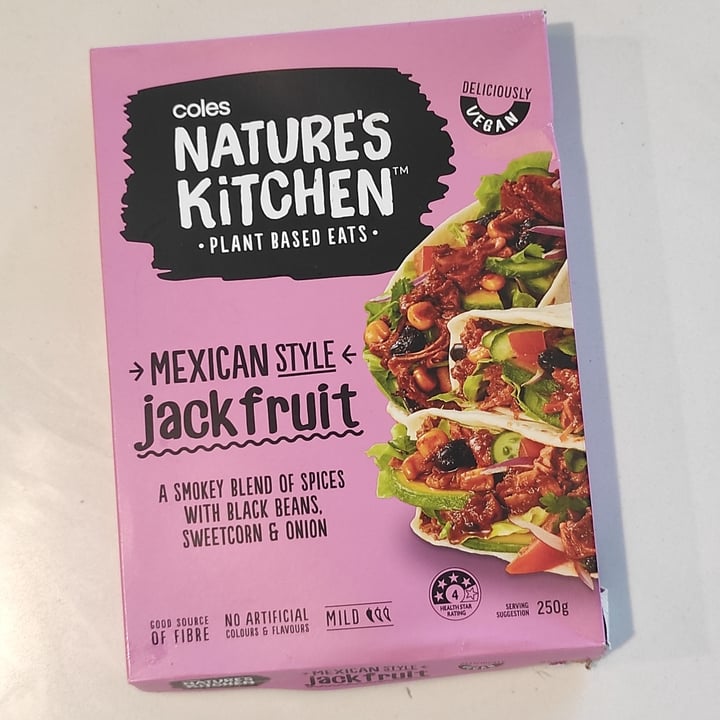 coles
NATURE'S
KiTCHEN™
• PLANT BASED EATS •
DELICIOUSLY
VEGAN
→ MEXICAN STYLE ←
jackfruit
A SMOKEY BLEND OF SPICES
WITH BLACK BEANS,
SWEETCORN & ONION
GOOD SOURCE
OF FIBRE
NO ARTIFICIAL
COLOURS & FLAVOURS
MILD
4
HEALTH STAR
RATING
SERVING
SUGGESTION
250g
NATURE'S
KiTCHEN
MEXICAN STYLE
jackfruit